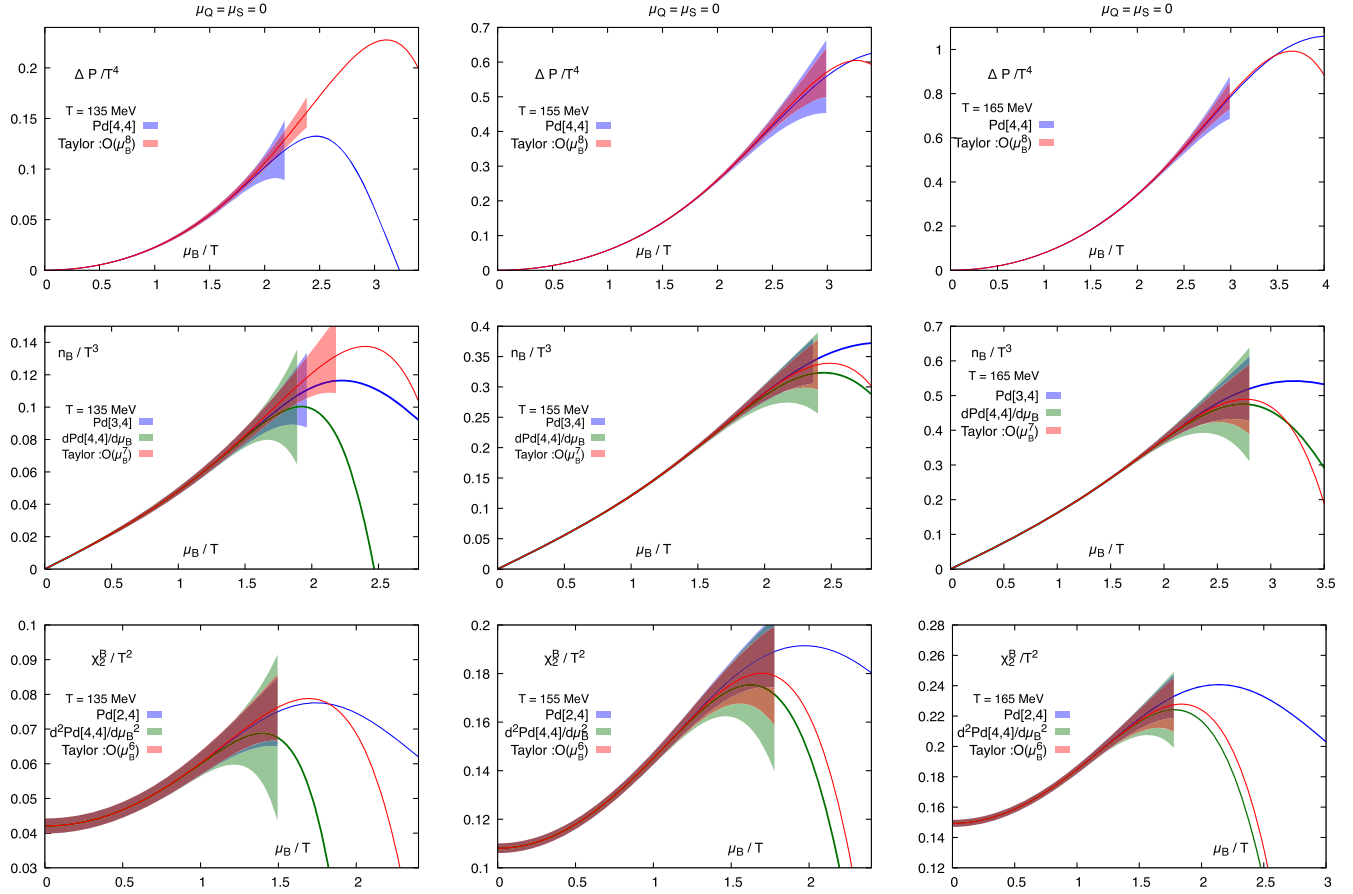 μQ = μS = 0
μQ = μS = 0
μQ = μS = 0
Δ P /T⁴
T = 135 MeV
Pd[4,4]
Taylor :O(μB⁸)
μB / T
0
0.05
0.1
0.15
0.2
0 0.5 1 1.5 2 2.5 3
Δ P /T⁴
T = 155 MeV
Pd[4,4]
Taylor :O(μB⁸)
μB / T
0
0.1
0.2
0.3
0.4
0.5
0.6
0.7
0 0.5 1 1.5 2 2.5 3
Δ P /T⁴
T = 165 MeV
Pd[4,4]
Taylor :O(μB⁸)
μB / T
0
0.2
0.4
0.6
0.8
1
0 0.5 1 1.5 2 2.5 3 3.5 4
nB / T³
T = 135 MeV
Pd[3,4]
dPd[4,4]/dμB
Taylor :O(μB⁷)
μB / T
0
0.02
0.04
0.06
0.08
0.1
0.12
0.14
0 0.5 1 1.5 2 2.5
nB / T³
T = 155 MeV
Pd[3,4]
dPd[4,4]/dμB
Taylor :O(μB⁷)
μB / T
0
0.05
0.1
0.15
0.2
0.25
0.3
0.35
0.4
0 0.5 1 1.5 2 2.5
nB / T³
T = 165 MeV
Pd[3,4]
dPd[4,4]/dμB
Taylor :O(μB⁷)
μB / T
0
0.1
0.2
0.3
0.4
0.5
0.6
0.7
0 0.5 1 1.5 2 2.5 3 3.5
χ₂ᴮ / T²
T = 135 MeV
Pd[2,4]
d²Pd[4,4]/dμB²
Taylor :O(μB⁶)
μB / T
0.03
0.04
0.05
0.06
0.07
0.08
0.09
0.1
0 0.5 1 1.5 2
χ₂ᴮ / T²
T = 155 MeV
Pd[2,4]
d²Pd[4,4]/dμB²
Taylor :O(μB⁶)
μB / T
0.1
0.12
0.14
0.16
0.18
0.2
0 0.5 1 1.5 2
χ₂ᴮ /T²
T = 165 MeV
Pd[2,4]
d²Pd[4,4]/dμB²
Taylor :O(μB⁶)
μB / T
0.12
0.14
0.16
0.18
0.2
0.22
0.24
0.26
0.28
0 0.5 1 1.5 2 2.5 3